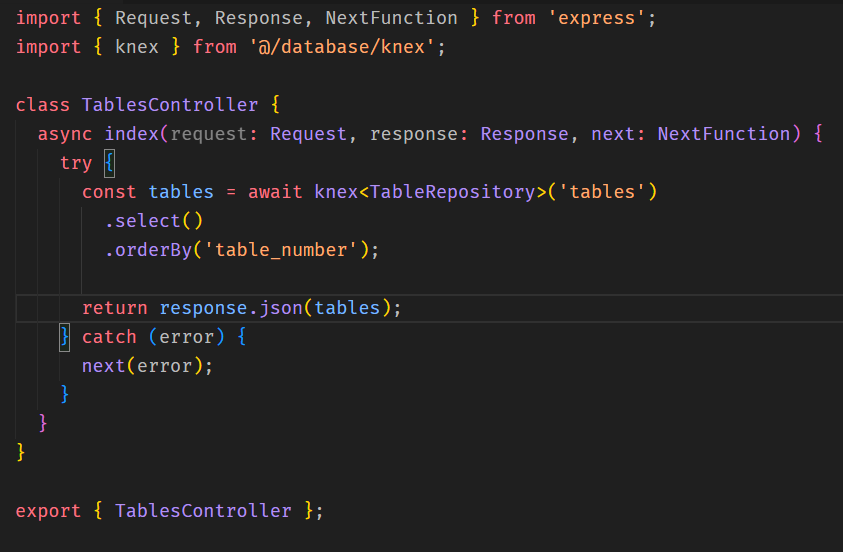 import { Request, Response, NextFunction } from 'express';
import { knex } from '@/database/knex';

class TablesController {
  async index(request: Request, response: Response, next: NextFunction) {
    try {
      const tables = await knex<TableRepository>('tables')
        .select()
        .orderBy('table_number');

      return response.json(tables);
    } catch (error) {
      next(error);
    }
  }
}

export { TablesController };